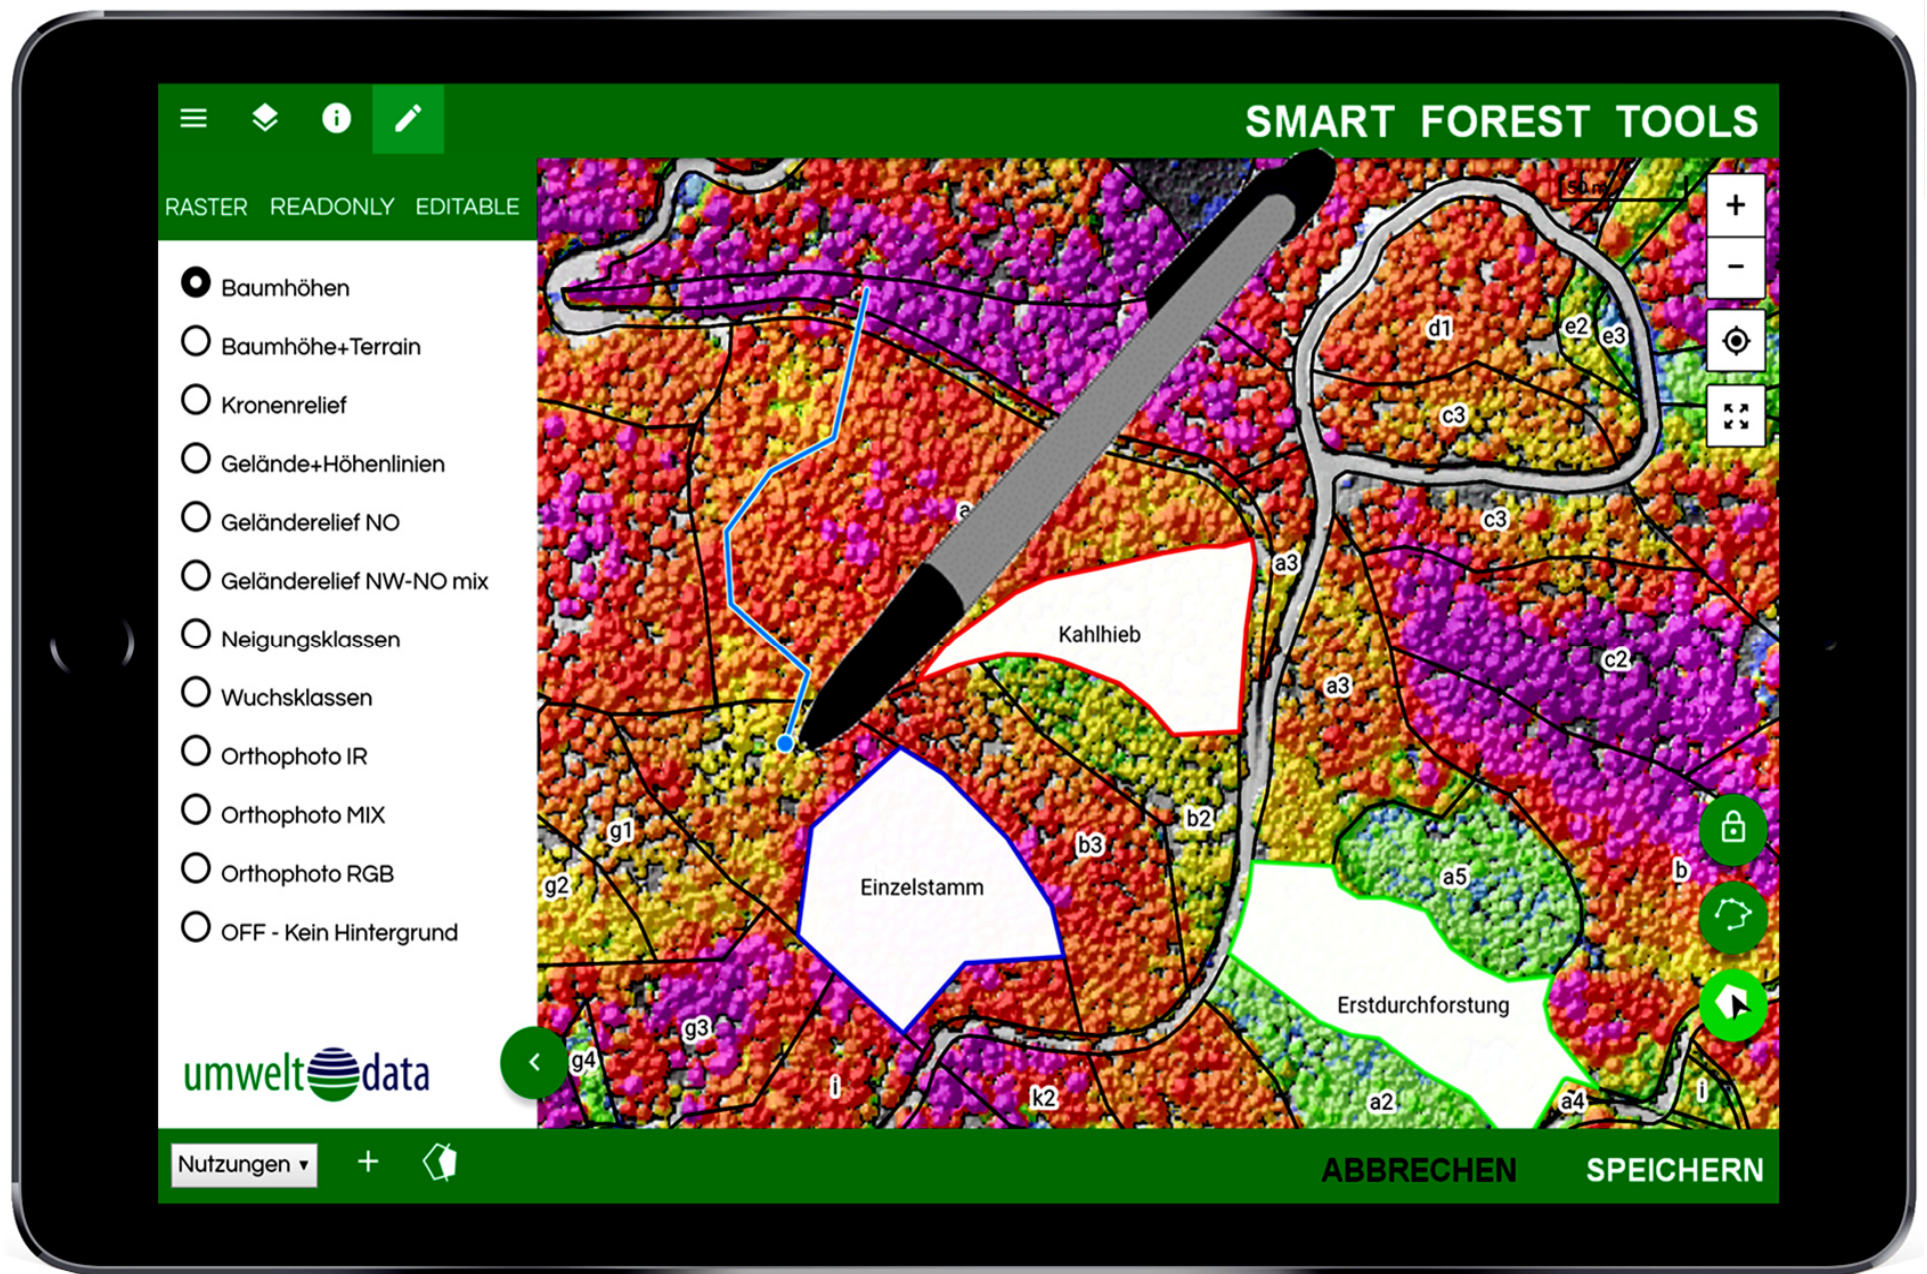 SMART FOREST TOOLS
RASTER READONLY EDITABLE
Baumhöhen
Baumhöhe+Terrain
Kronenrelief
Gelände+Höhenlinien
Geländerelief NO
Geländerelief NW-NO mix
Neigungsklassen
Wuchsklassen
Orthophoto IR
Orthophoto MIX
Orthophoto RGB
OFF - Kein Hintergrund
umwelt data
50 m
+
−
d1
e2
e3
c3
a
c3
a3
Kahlhieb
c2
a3
b2
g1
b3
b
a5
g2
Einzelstamm
Erstdurchforstung
g3
g4
i
k2
a2
a4
i
Nutzungen
+
ABBRECHEN
SPEICHERN